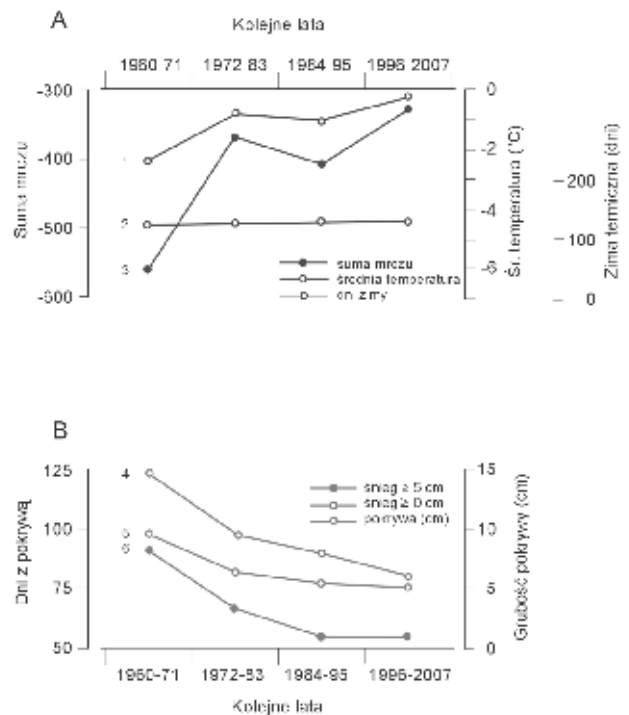 A
Kolejne lata
1960-71 1972-83 1984-95 1996-2007
-300
-400
-500
-600
Suma mrozu
1
2
3
0
-2
-4
-6
Śr. temperatura (°C)
200
100
0
Zima termiczna (dni)
suma mrozu
średnia temperatura
dni zimy
B
125
100
75
50
Dni z pokrywą
4
6
śnieg ≥ 5 cm
śnieg ≥ 0 cm
pokrywa (cm)
15
10
5
0
Grubość pokrywy (cm)
1960-71 1972-83 1984-95 1996-2007
Kolejne lata